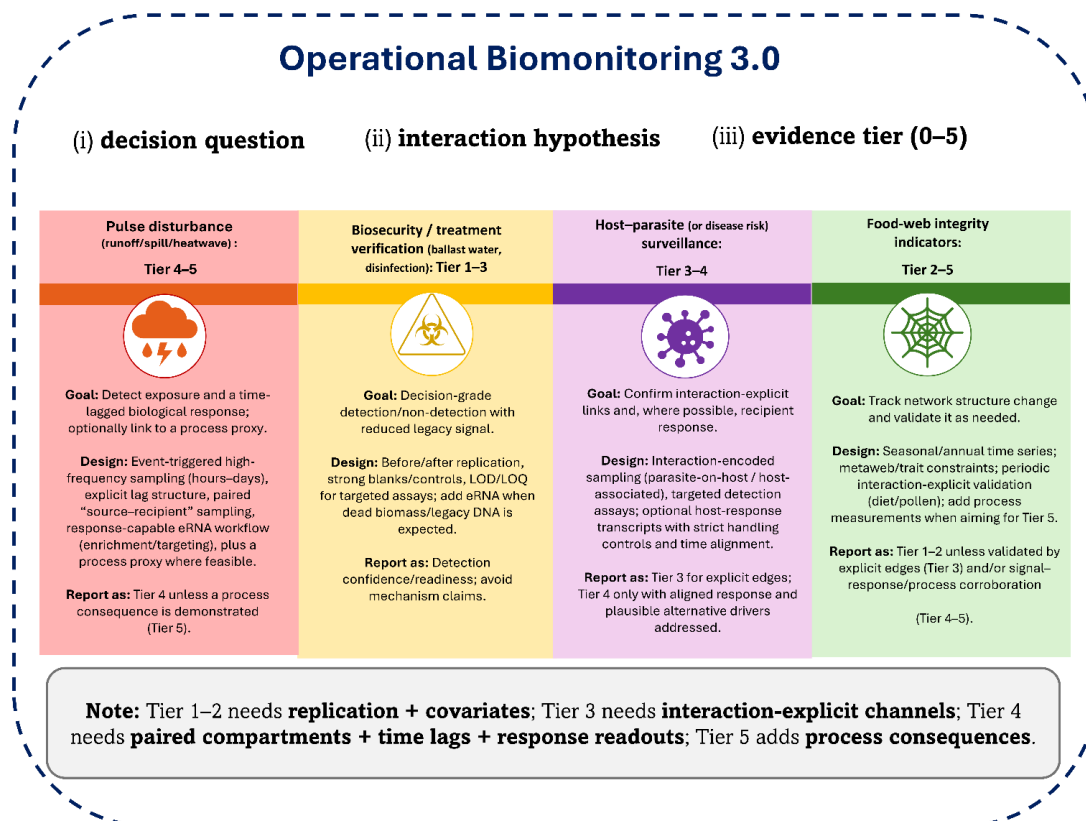 Operational Biomonitoring 3.0
(i) decision question
(ii) interaction hypothesis
(iii) evidence tier (0–5)
Pulse disturbance
(runoff/spill/heatwave) :
Tier 4–5
Goal: Detect exposure and a time-
lagged biological response;
optionally link to a process proxy.
Design: Event-triggered high-
frequency sampling (hours–days),
explicit lag structure, paired
“source–recipient” sampling,
response-capable eRNA workflow
(enrichment/targeting), plus a
process proxy where feasible.
Report as: Tier 4 unless a process
consequence is demonstrated
(Tier 5).
Biosecurity / treatment
verification (ballast water,
disinfection): Tier 1–3
Goal: Decision-grade
detection/non-detection with
reduced legacy signal.
Design: Before/after replication,
strong blanks/controls, LOD/LOQ
for targeted assays; add eRNA when
dead biomass/legacy DNA is
expected.
Report as: Detection
confidence/readiness; avoid
mechanism claims.
Host–parasite (or disease risk)
surveillance:
Tier 3–4
Goal: Confirm interaction-explicit
links and, where possible, recipient
response.
Design: Interaction-encoded
sampling (parasite-on-host / host-
associated), targeted detection
assays; optional host-response
transcripts with strict handling
controls and time alignment.
Report as: Tier 3 for explicit edges;
Tier 4 only with aligned response and
plausible alternative drivers
addressed.
Food-web integrity
indicators:
Tier 2–5
Goal: Track network structure change
and validate it as needed.
Design: Seasonal/annual time series;
metaweb/trait constraints; periodic
interaction-explicit validation
(diet/pollen); add process
measurements when aiming for Tier 5.
Report as: Tier 1–2 unless validated by
explicit edges (Tier 3) and/or signal–
response/process corroboration
(Tier 4–5).
Note: Tier 1–2 needs replication + covariates; Tier 3 needs interaction-explicit channels; Tier 4
needs paired compartments + time lags + response readouts; Tier 5 adds process consequences.